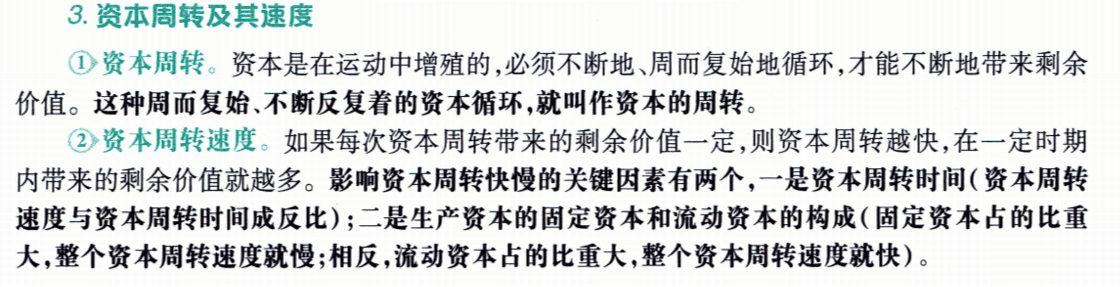 3. 资本周转及其速度
①资本周转。资本是在运动中增殖的,必须不断地、周而复始地循环,才能不断地带来剩余
价值。这种周而复始、不断反复着的资本循环,就叫作资本的周转。
②资本周转速度。如果每次资本周转带来的剩余价值一定,则资本周转越快,在一定时期
内带来的剩余价值就越多。影响资本周转快慢的关键因素有两个,一是资本周转时间(资本周转
速度与资本周转时间成反比);二是生产资本的固定资本和流动资本的构成(固定资本占的比重
大,整个资本周转速度就慢;相反,流动资本占的比重大,整个资本周转速度就快)。